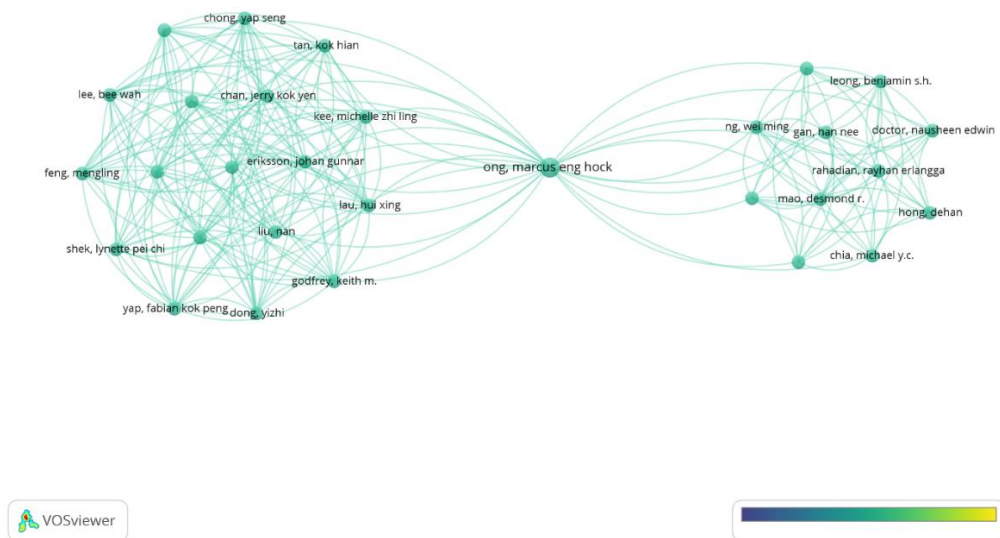 chong, yap seng
tan, kok hian
lee, bee wah
chan, jerry kok yen
kee, michelle zhi ling
eriksson, johan gunnar
feng, mengling
lau, hui xing
liu, nan
shek, lynette pei chi
godfrey, keith m.
yap, fabian kok peng
dong, yizhi
ong, marcus eng hock
leong, benjamin s.h.
ng, wei ming
gan, han nee
doctor, nausheen edwin
rahadian, rayhan erlangga
mao, desmond r.
hong, dehan
chia, michael y.c.
VOSviewer